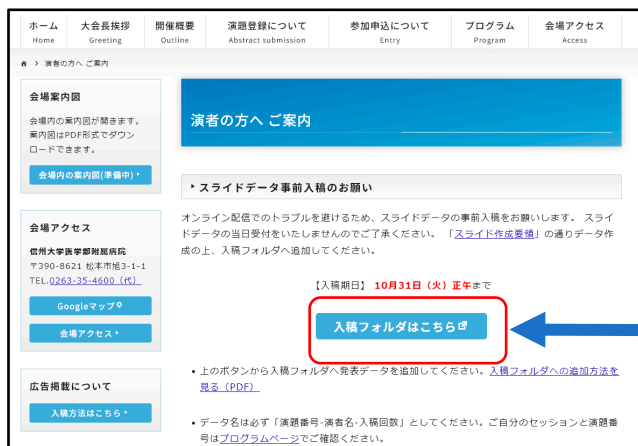 ホーム 大会長挨拶 開催概要 演題登録について 参加申込について プログラム 会場アクセス
Home Greeting Outline Abstract submission Entry Program Access
> 演者の方へ ご案内
会場案内図
会場内の案内図が開きます。
案内図はPDF形式でダウン
ロードできます。
会場内の案内図(準備中)
会場アクセス
信州大学医学部附属病院
〒390-8621 松本市旭3-1-1
TEL.0263-35-4600（代）
Googleマップ
会場アクセス
広告掲載について
入稿方法はこちら
演者の方へ ご案内
スライドデータ事前入稿のお願い
オンライン配信でのトラブルを避けるため、スライドデータの事前入稿をお願いします。 スライ
ドデータの当日受付をいたしませんのでご了承ください。 「スライド作成要領」の通りデータ作
成の上、入稿フォルダへ追加してください。
【入稿期日】 10月31日（火）正午まで
入稿フォルダはこちら
• 上のボタンから入稿フォルダへ発表データを追加してください。入稿フォルダへの追加方法を
見る（PDF）
• データ名は必ず「演題番号-演者名-入稿回数」としてください。ご自分のセッションと演題番
号はプログラムページでご確認ください。